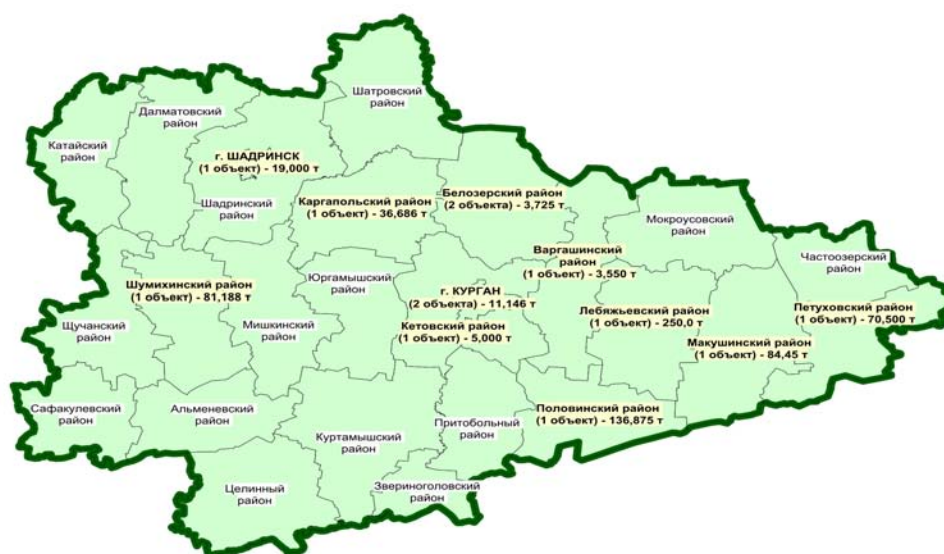 Шатровский
район
Далматовский
район
Катайский
район
г. ШАДРИНСК
(1 объект) - 19,000 т
Шадринский
район
Каргапольский район
(1 объект) - 36,686 т
Белозерский район
(2 объекта) - 3,725 т
Мокроусовский
район
Варгашинский
район
(1 объект) - 3,550 т
Частоозерский
район
Юргамышский
район
Шумихинский район
(1 объект) - 81,188 т
г. КУРГАН
(2 объекта) - 11,146 т
Кетовский район
(1 объект) - 5,000 т
Лебяжьевский район
(1 объект) - 250,0 т
Петуховский район
(1 объект) - 70,500 т
Мишкинский
район
Щучанский
район
Макушинский район
(1 объект) - 84,45 т
Сафакулевский
район
Альменевский
район
Половинский район
(1 объект) - 136,875 т
Притобольный
район
Куртамышский
район
Целинный
район
Звериноголовский
район